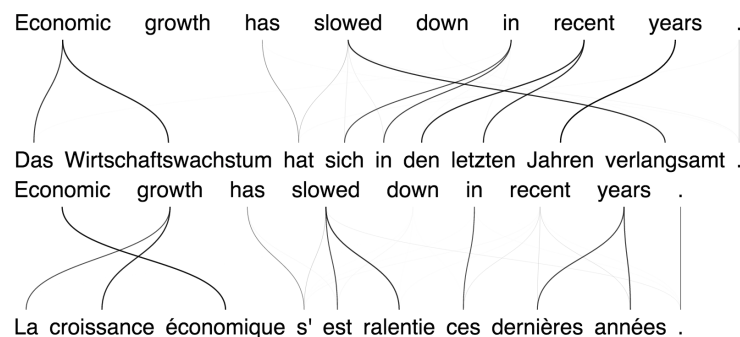 Economic growth has slowed down in recent years .
Das Wirtschaftswachstum hat sich in den letzten Jahren verlangsamt .
Economic growth has slowed down in recent years .
La croissance économique s' est ralentie ces dernières années .